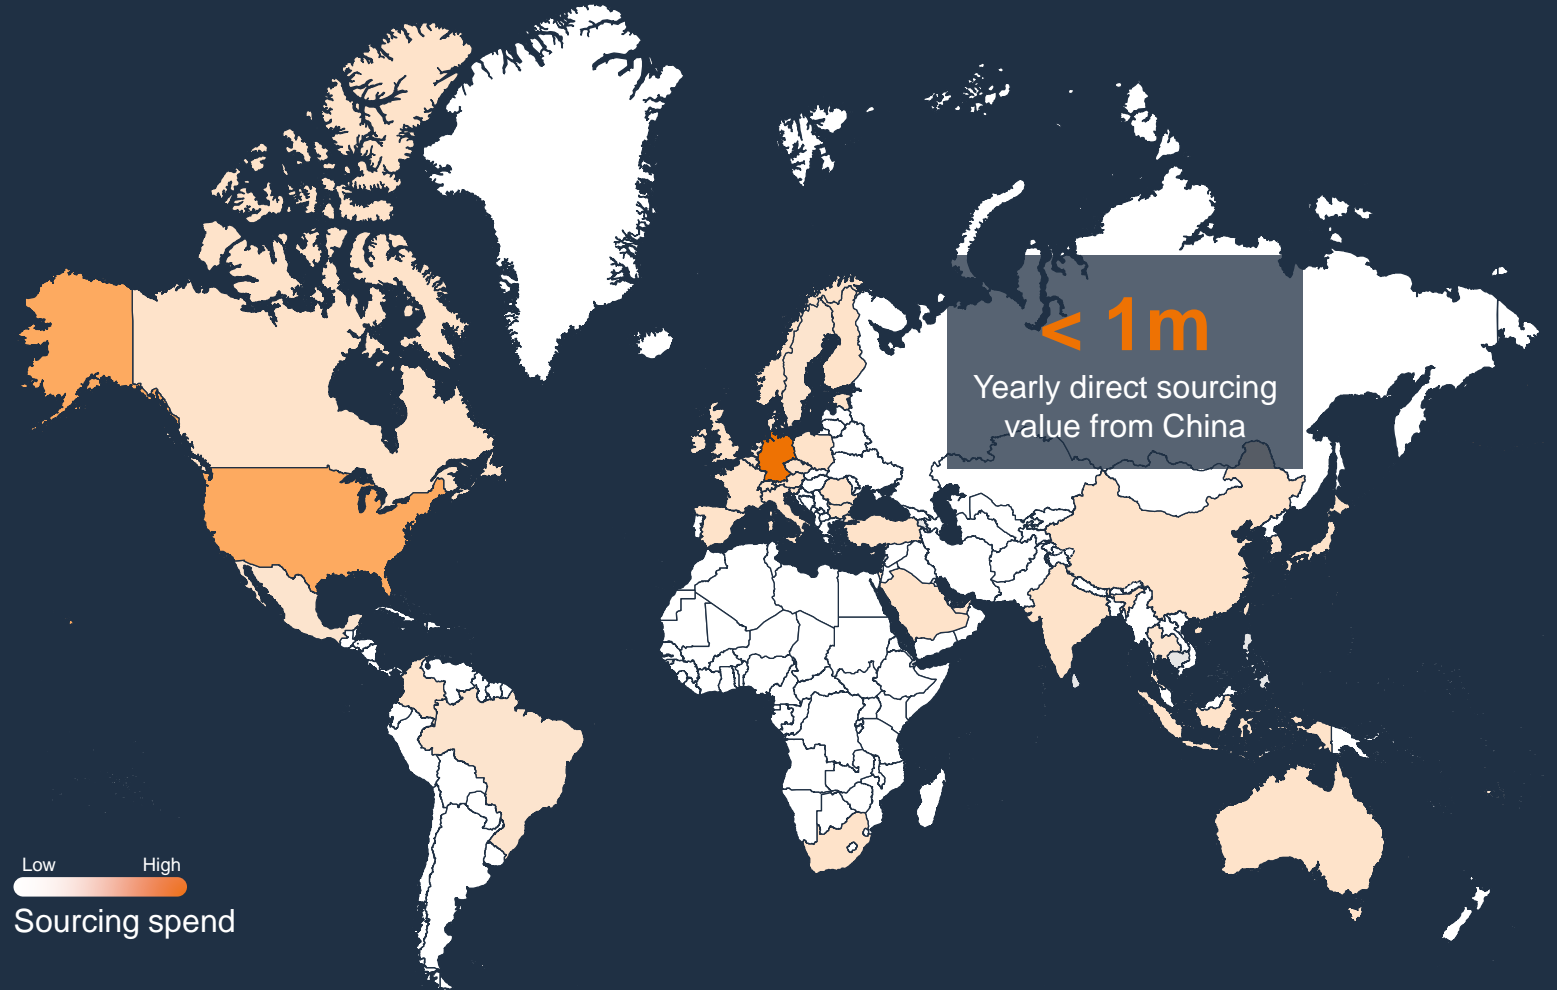 < 1m
Yearly direct sourcing
value from China
Low High
Sourcing spend